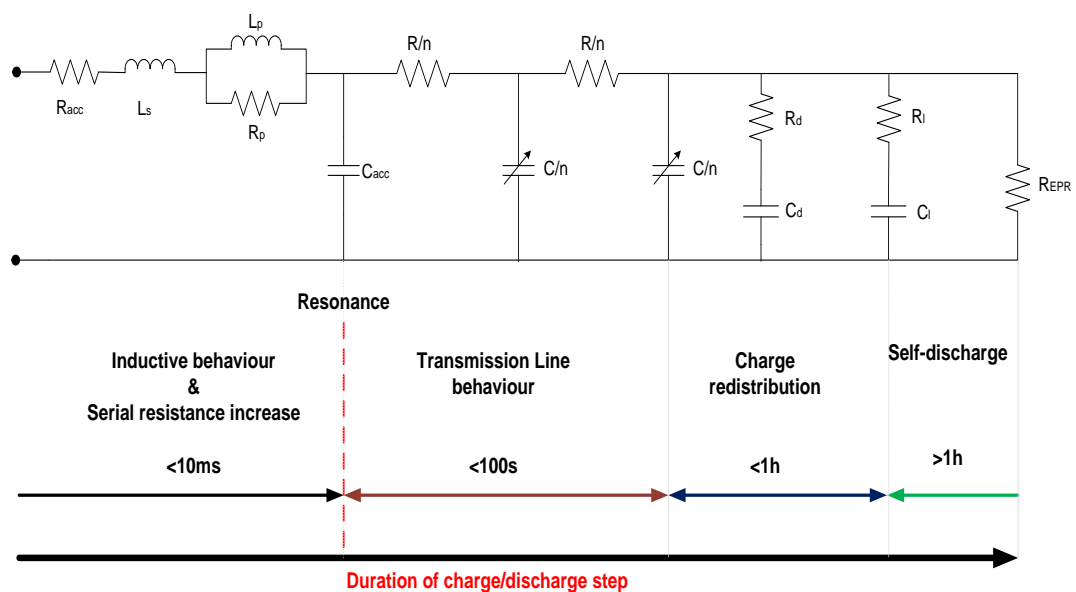 Lp
R/n
R/n
Racc
Ls
Rp
Rd
Rl
Cacc
C/n
C/n
REPR
Cd
Cl
Resonance
Inductive behaviour
&
Serial resistance increase
Transmission Line
behaviour
Charge
redistribution
Self-discharge
<10ms
<100s
<1h
>1h
Duration of charge/discharge step